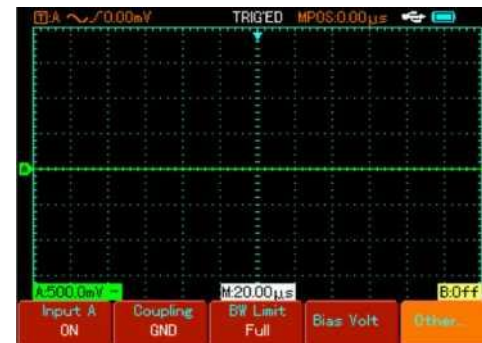 T:A 0.00mV TRIG'ED MPOS:0.00µs
A:500.0mV M:20.00µs B:Off
Input A Coupling BW Limit Bias Volt Other...
ON GND Full